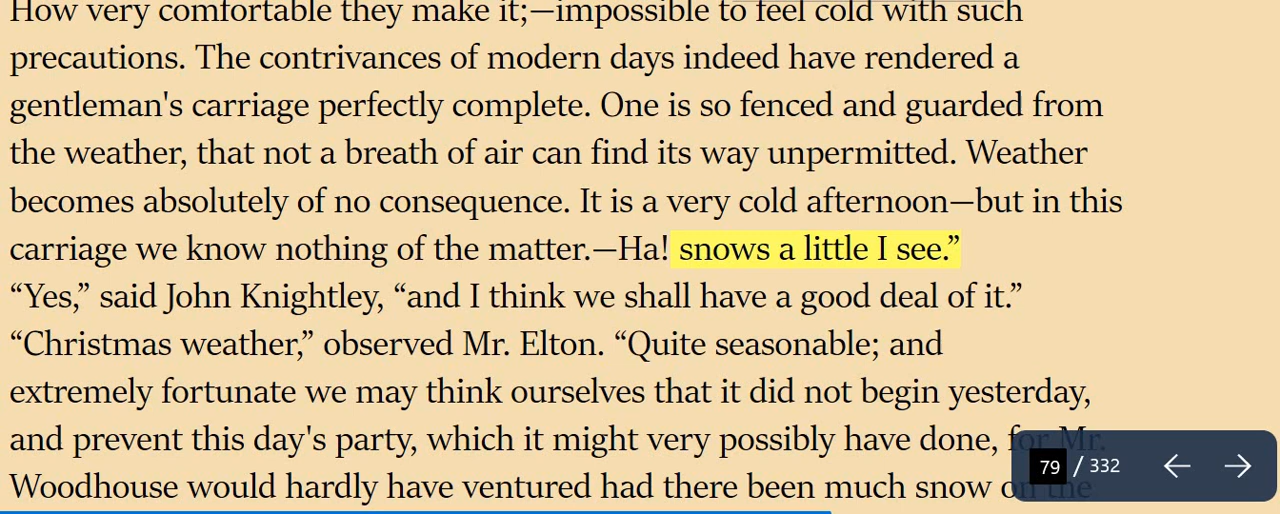 How very comfortable they make it;—impossible to feel cold with such
precautions. The contrivances of modern days indeed have rendered a
gentleman's carriage perfectly complete. One is so fenced and guarded from
the weather, that not a breath of air can find its way unpermitted. Weather
becomes absolutely of no consequence. It is a very cold afternoon—but in this
carriage we know nothing of the matter.—Ha! snows a little I see.”
“Yes,” said John Knightley, “and I think we shall have a good deal of it.”
“Christmas weather,” observed Mr. Elton. “Quite seasonable; and
extremely fortunate we may think ourselves that it did not begin yesterday,
and prevent this day's party, which it might very possibly have done, for Mr.
Woodhouse would hardly have ventured had there been much snow on the
79 / 332